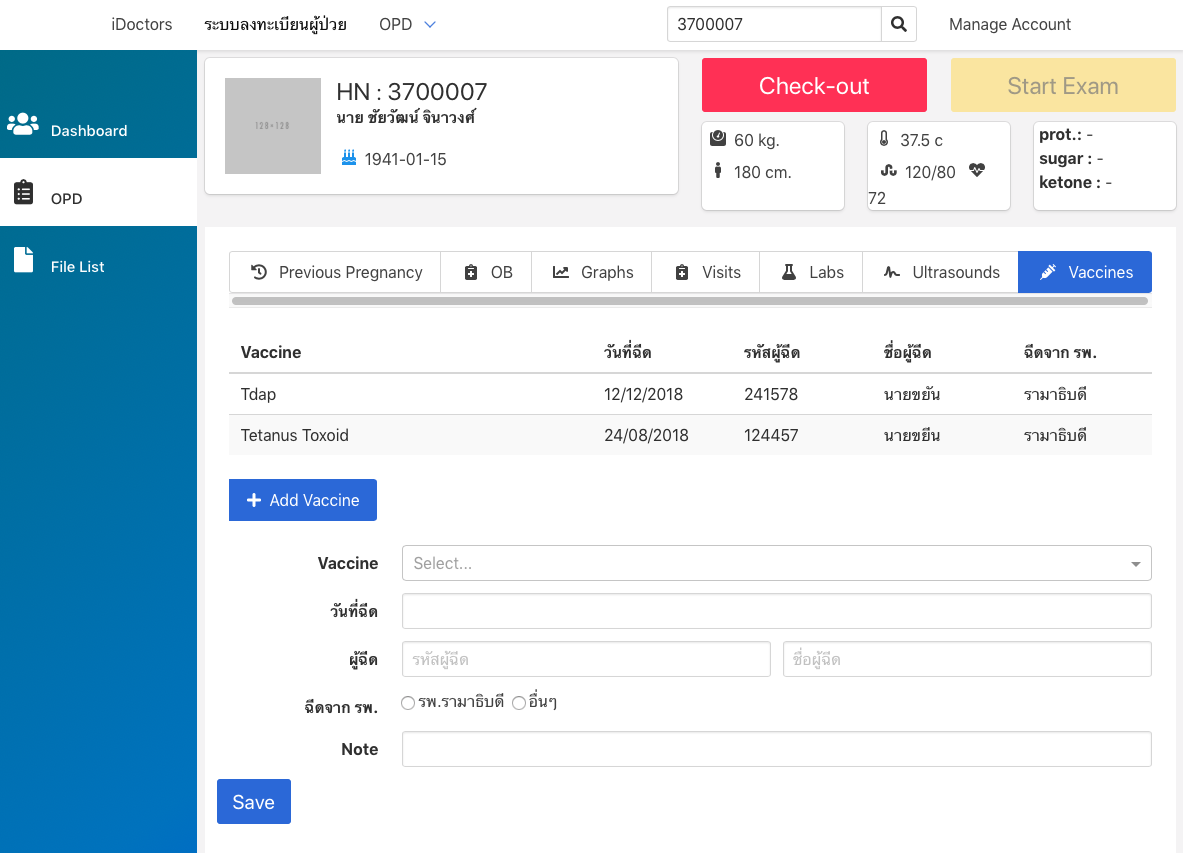 iDoctors ระบบลงทะเบียนผู้ป่วย OPD 3700007 Manage Account
Dashboard
OPD
File List
128×128
HN : 3700007
นาย ชัยวัฒน์ จินาวงศ์
1941-01-15
Check-out
Start Exam
60 kg.
180 cm.
37.5 c
120/80
72
prot.: -
sugar : -
ketone : -
Previous Pregnancy OB Graphs Visits Labs Ultrasounds Vaccines
Vaccine วันที่ฉีด รหัสผู้ฉีด ชื่อผู้ฉีด ฉีดจาก รพ.
Tdap 12/12/2018 241578 นายขยัน รามาธิบดี
Tetanus Toxoid 24/08/2018 124457 นายขยีน รามาธิบดี
Add Vaccine
Vaccine Select...
วันที่ฉีด
ผู้ฉีด รหัสผู้ฉีด ชื่อผู้ฉีด
ฉีดจาก รพ. รพ.รามาธิบดี อื่นๆ
Note
Save